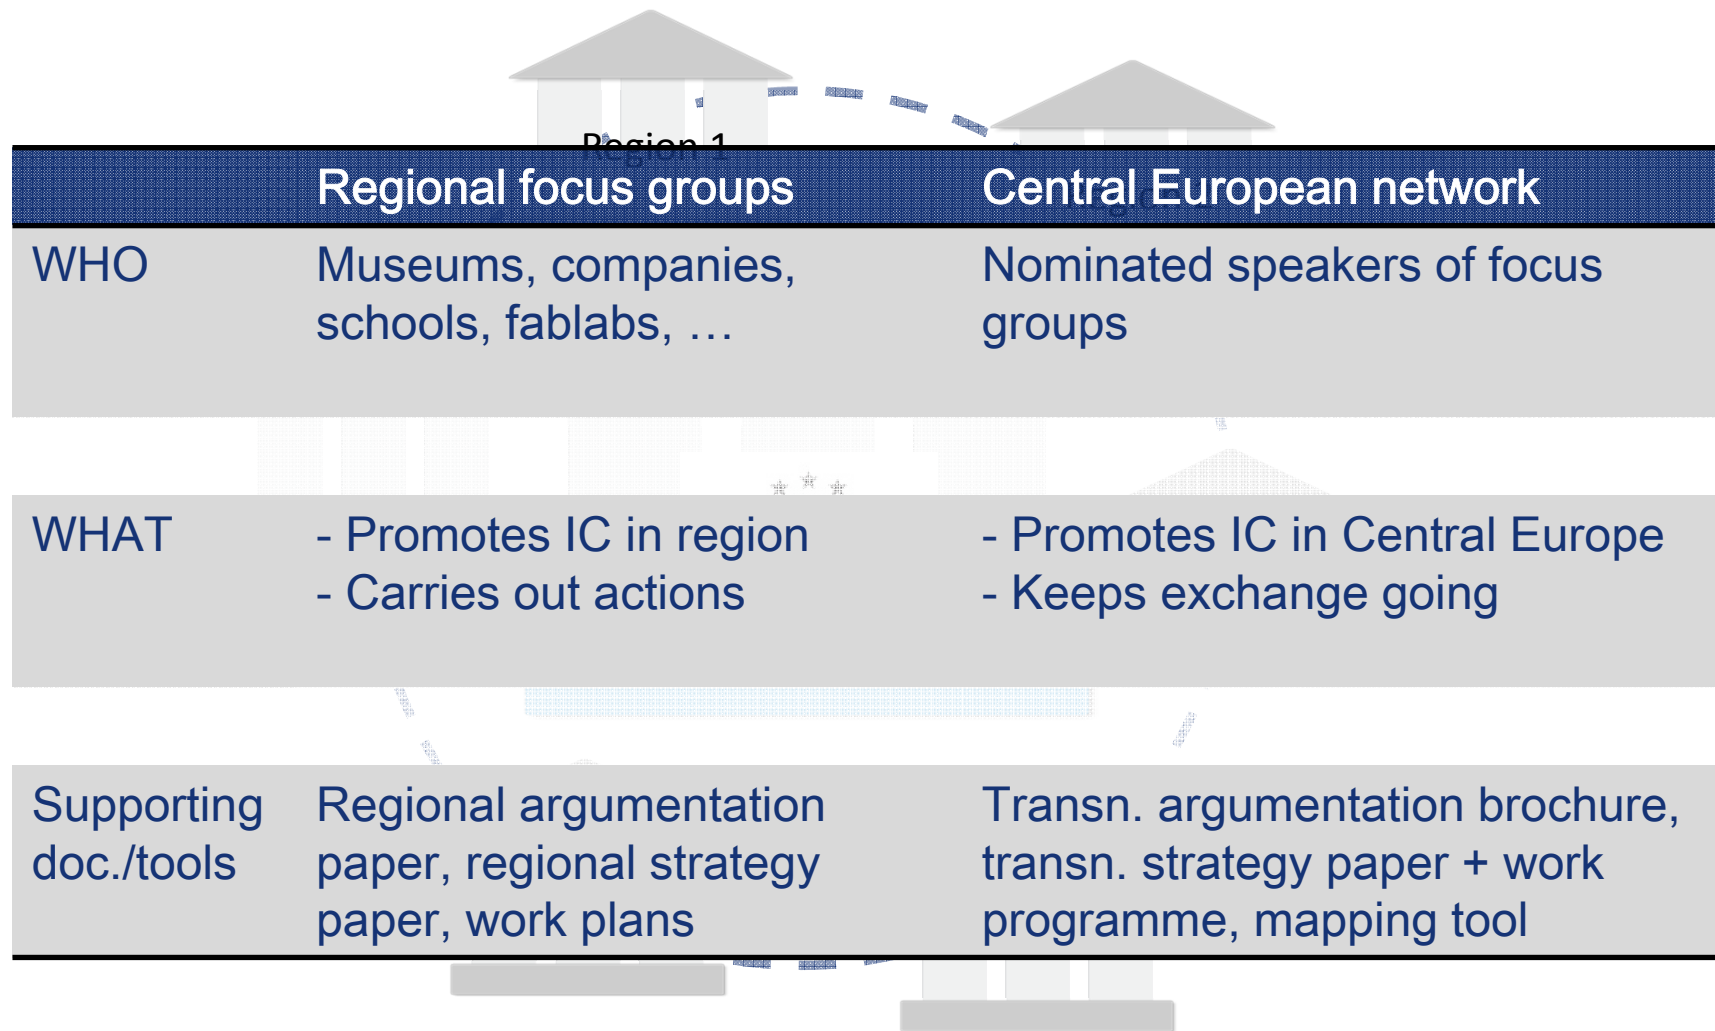 Region 1
Regional focus groups
Central European network
WHO
Museums, companies,
schools, fablabs, …
Nominated speakers of focus
groups
WHAT
- Promotes IC in region
- Carries out actions
- Promotes IC in Central Europe
- Keeps exchange going
Supporting
doc./tools
Regional argumentation
paper, regional strategy
paper, work plans
Transn. argumentation brochure,
transn. strategy paper + work
programme, mapping tool